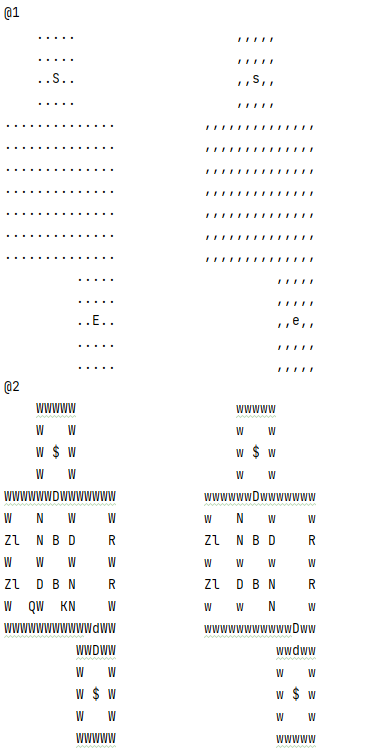 @1
    .....                    ,,,,,
    .....                    ,,,,,
    ..S..                    ,,s,,
    .....                    ,,,,,
..............           ,,,,,,,,,,,,,,
..............           ,,,,,,,,,,,,,,
..............           ,,,,,,,,,,,,,,
..............           ,,,,,,,,,,,,,,
..............           ,,,,,,,,,,,,,,
..............           ,,,,,,,,,,,,,,
..............           ,,,,,,,,,,,,,,
         .....                    ,,,,,
         .....                    ,,,,,
         ..E..                    ,,e,,
         .....                    ,,,,,
         .....                    ,,,,,
@2
    WWWWW                    wwwww
    W   W                    w   w
    W $ W                    w $ w
    W   W                    w   w
WWWWWWDWWWWWWW           wwwwwwDwwwwwww
W   N   W    W           w   N   w    w
Zl  N B D    R           Zl  N B D    R
W   W   W    W           w   w   w    w
Zl  D B N    R           Zl  D B N    R
W  QW  KN    W           w   w   N    w
WWWWWWWWWWWdWW           wwwwwwwwwwwDww
         WWDWW                    wwdww
         W   W                    w   w
         W $ W                    w $ w
         W   W                    w   w
         WWWWW                    wwwww